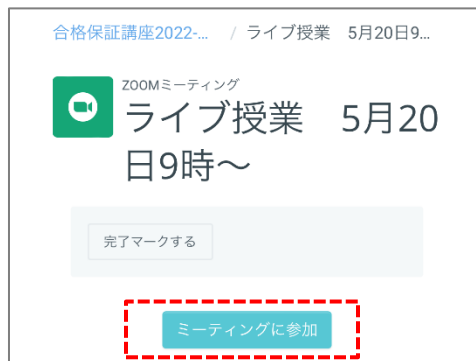 合格保証講座2022-... / ライブ授業　5月20日9...
ZOOMミーティング
ライブ授業　5月20
日9時～
完了マークする
ミーティングに参加